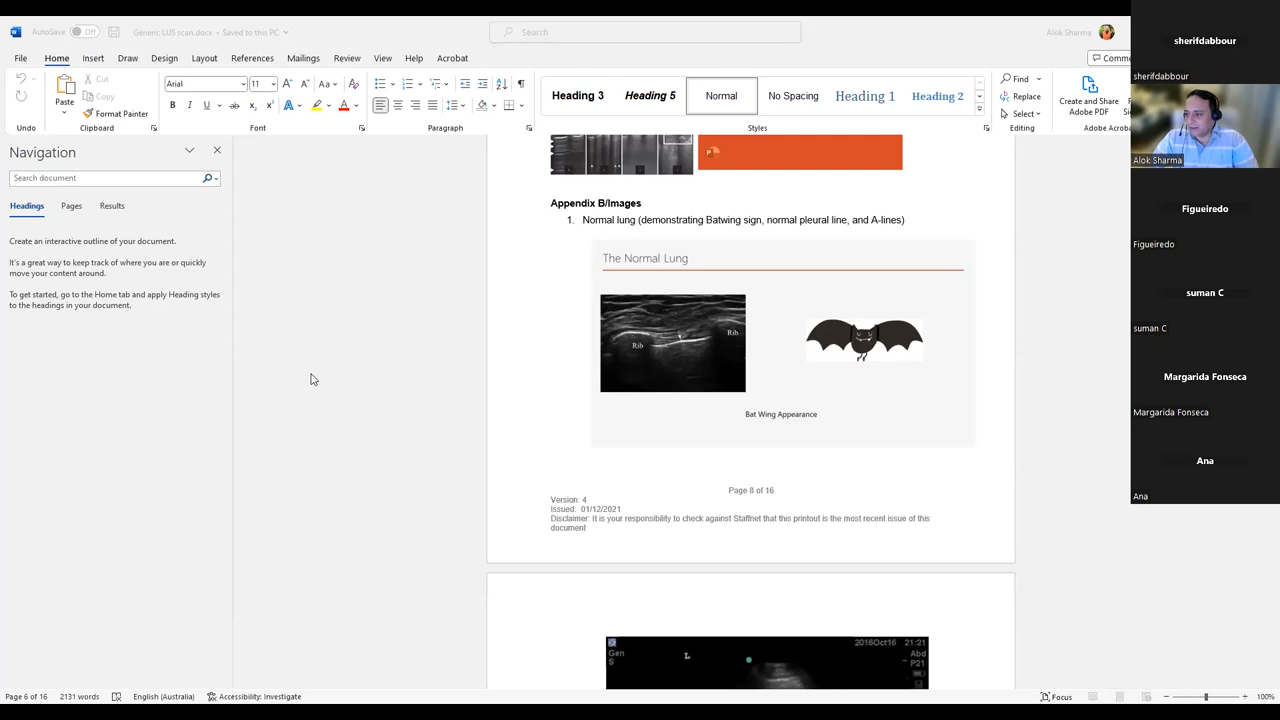 AutoSave Off Generic LUS scan.docx • Saved to this PC Search Alok Sharma
File Home Insert Draw Design Layout References Mailings Review View Help Acrobat Comme
Paste
Cut
Copy
Format Painter
Arial 11
Heading 3 Heading 5 Normal No Spacing Heading 1 Heading 2
Find
Replace
Select
Create and Share
Adobe PDF
Undo Clipboard Font Paragraph Styles Editing Adobe Acrob
Navigation
Search document
Headings Pages Results
Create an interactive outline of your document.
It's a great way to keep track of where you are or quickly
move your content around.
To get started, go to the Home tab and apply Heading styles
to the headings in your document.
Appendix B/Images
1. Normal lung (demonstrating Batwing sign, normal pleural line, and A-lines)
The Normal Lung
Rib
Rib
Bat Wing Appearance
Page 8 of 16
Version: 4
Issued: 01/12/2021
Disclaimer: It is your responsibility to check against Staffnet that this printout is the most recent issue of this
document
2015Oct16 21:21
Gen
S
L
Abd
P21
sherifdabbour
sherifdabbour
Alok Sharma
Figueiredo
Figueiredo
suman C
suman C
Margarida Fonseca
Margarida Fonseca
Ana
Ana
Page 6 of 16 2131 words English (Australia) Accessibility: Investigate Focus 100%